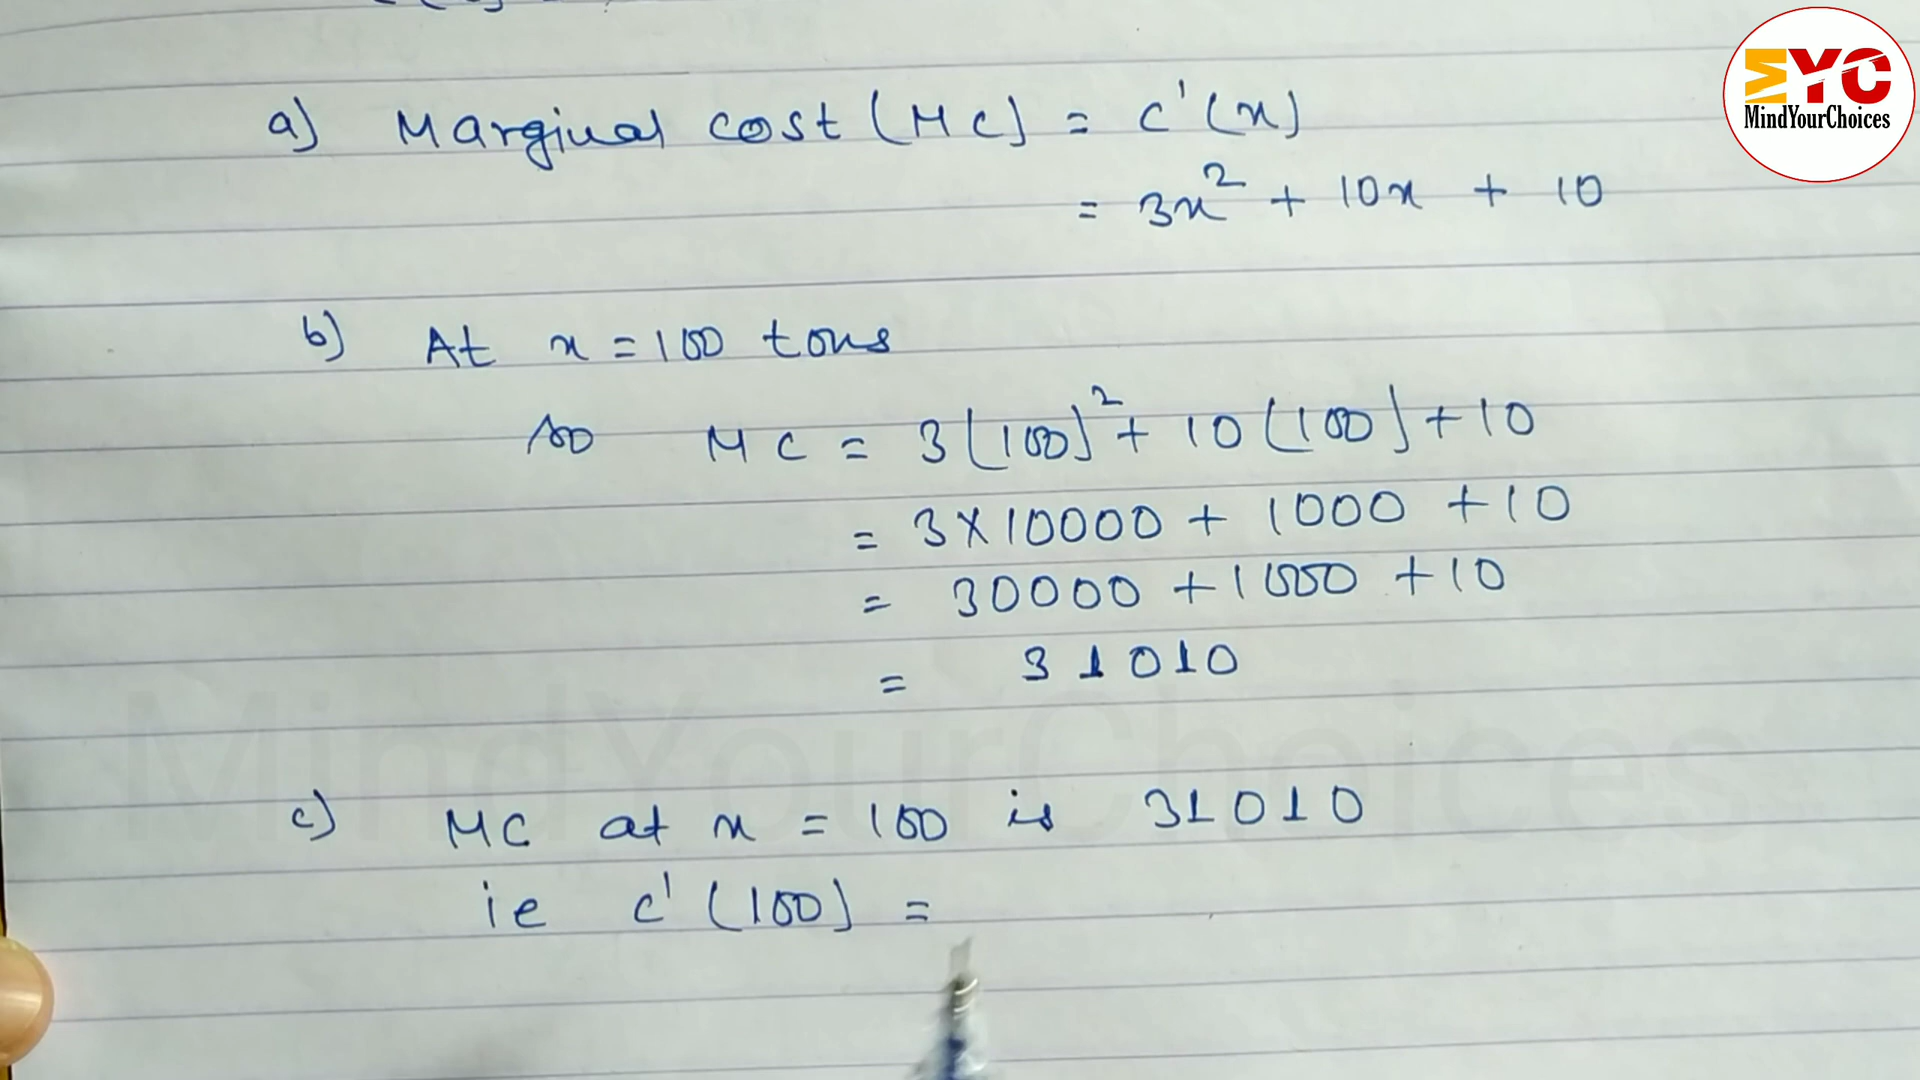 MYC
MindYourChoices
a) Marginal cost (MC) = C'(x)
= 3x² + 10x + 10
b) At x = 100 tons
so MC = 3(100)² + 10(100) + 10
= 3×10000 + 1000 + 10
= 30000 + 1000 + 10
= 31010
MindYourChoices
c) MC at x = 100 is 31010
ie C'(100) =